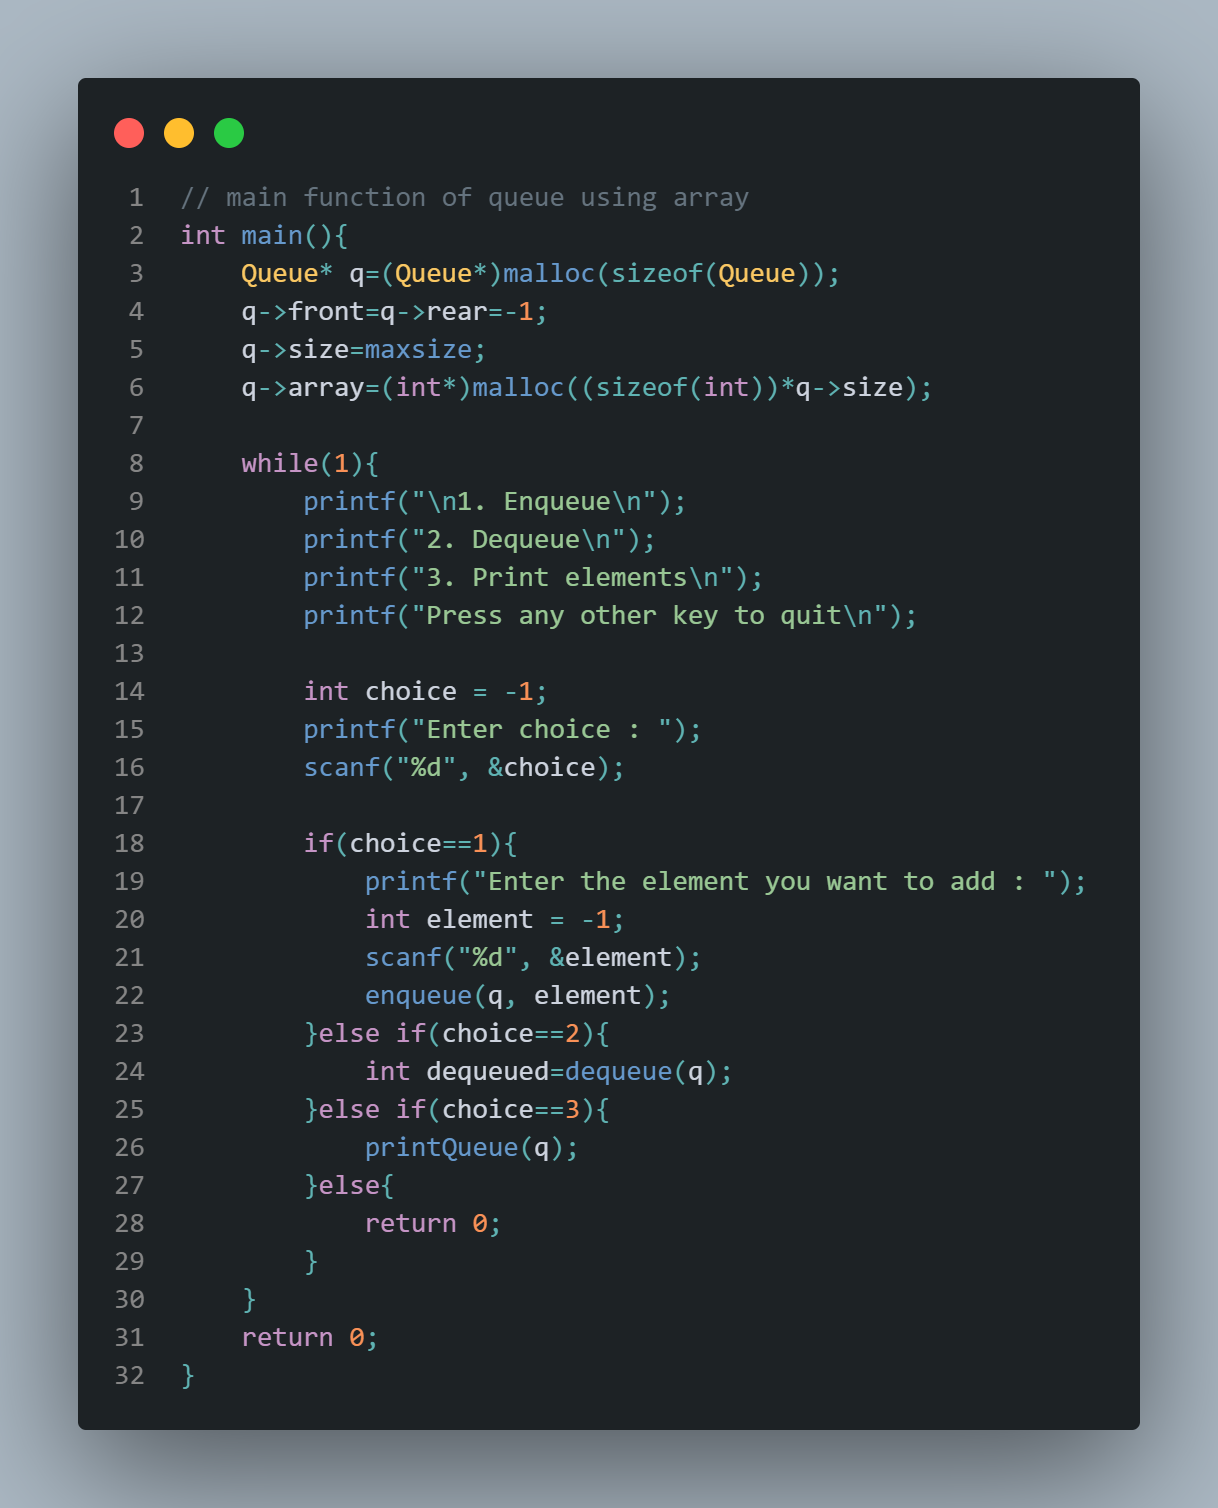 1 // main function of queue using array
2 int main(){
3     Queue* q=(Queue*)malloc(sizeof(Queue));
4     q->front=q->rear=-1;
5     q->size=maxsize;
6     q->array=(int*)malloc((sizeof(int))*q->size);
7
8     while(1){
9         printf("\n1. Enqueue\n");
10         printf("2. Dequeue\n");
11         printf("3. Print elements\n");
12         printf("Press any other key to quit\n");
13
14         int choice = -1;
15         printf("Enter choice : ");
16         scanf("%d", &choice);
17
18         if(choice==1){
19             printf("Enter the element you want to add : ");
20             int element = -1;
21             scanf("%d", &element);
22             enqueue(q, element);
23         }else if(choice==2){
24             int dequeued=dequeue(q);
25         }else if(choice==3){
26             printQueue(q);
27         }else{
28             return 0;
29         }
30     }
31     return 0;
32 }